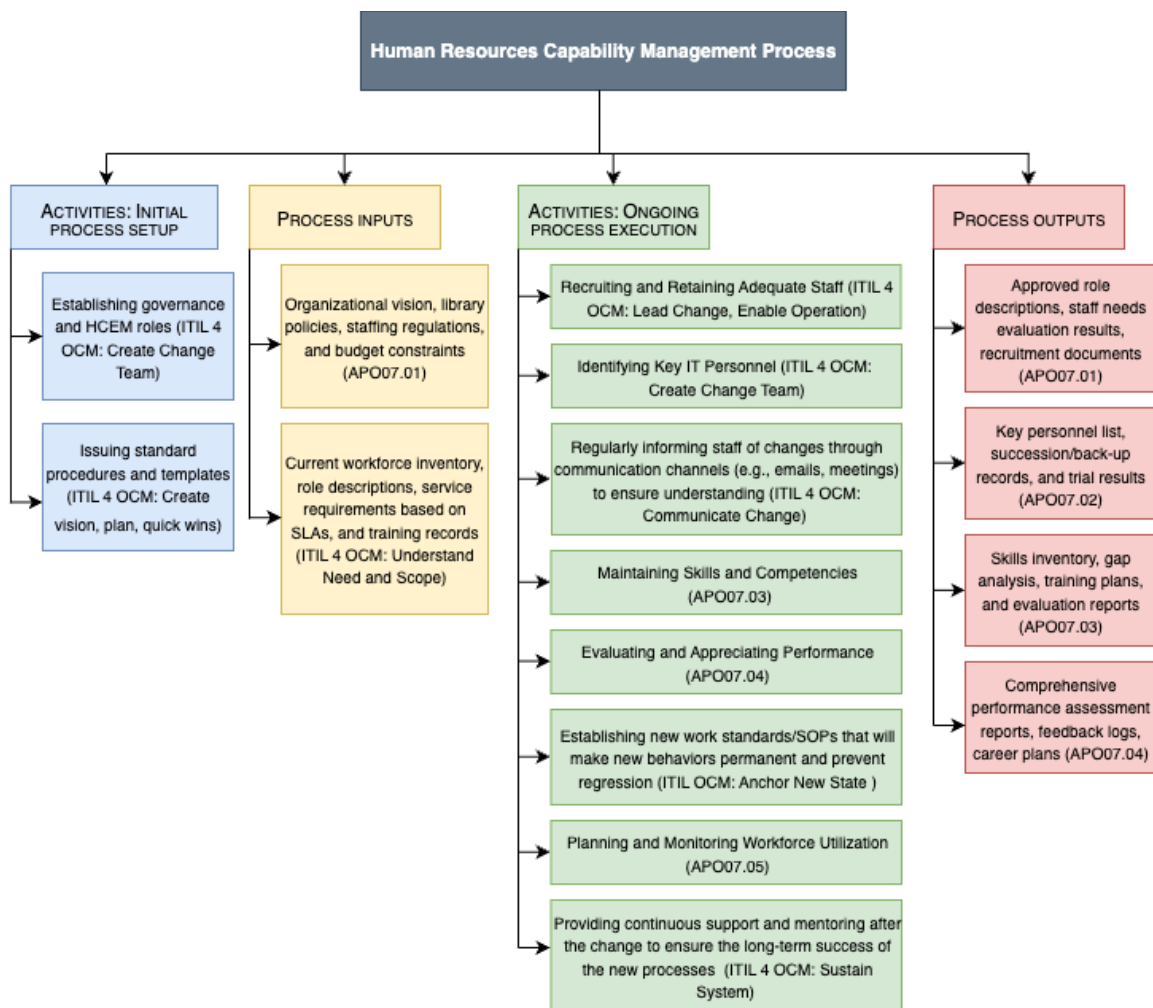 Human Resources Capability Management Process
ACTIVITIES: INITIAL
PROCESS SETUP
Establishing governance
and HCEM roles (ITIL 4
OCM: Create Change
Team)
Issuing standard
procedures and templates
(ITIL 4 OCM: Create
vision, plan, quick wins)
PROCESS INPUTS
Organizational vision, library
policies, staffing regulations,
and budget constraints
(APO07.01)
Current workforce inventory,
role descriptions, service
requirements based on
SLAs, and training records
(ITIL 4 OCM: Understand
Need and Scope)
ACTIVITIES: ONGOING
PROCESS EXECUTION
Recruiting and Retaining Adequate Staff (ITIL 4
OCM: Lead Change, Enable Operation)
Identifying Key IT Personnel (ITIL 4 OCM:
Create Change Team)
Regularly informing staff of changes through
communication channels (e.g., emails, meetings)
to ensure understanding (ITIL 4 OCM:
Communicate Change)
Maintaining Skills and Competencies
(APO07.03)
Evaluating and Appreciating Performance
(APO07.04)
Establishing new work standards/SOPs that will
make new behaviors permanent and prevent
regression (ITIL OCM: Anchor New State )
Planning and Monitoring Workforce Utilization
(APO07.05)
Providing continuous support and mentoring after
the change to ensure the long-term success of
the new processes  (ITIL 4 OCM: Sustain
System)
PROCESS OUTPUTS
Approved role
descriptions, staff needs
evaluation results,
recruitment documents
(APO07.01)
Key personnel list,
succession/back-up
records, and trial results
(APO07.02)
Skills inventory, gap
analysis, training plans,
and evaluation reports
(APO07.03)
Comprehensive
performance assessment
reports, feedback logs,
career plans (APO07.04)